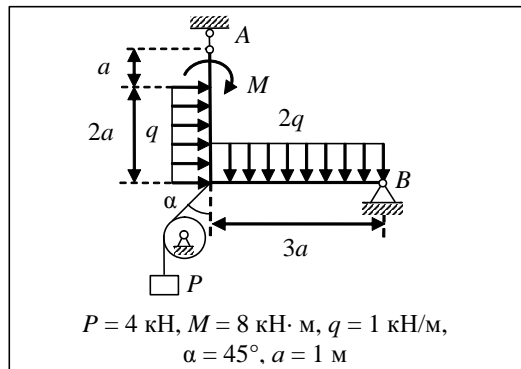 A
a
M
2a
q
2q
B
α
3a
P
P = 4 кН, M = 8 кН· м, q = 1 кН/м,
α = 45°, a = 1 м